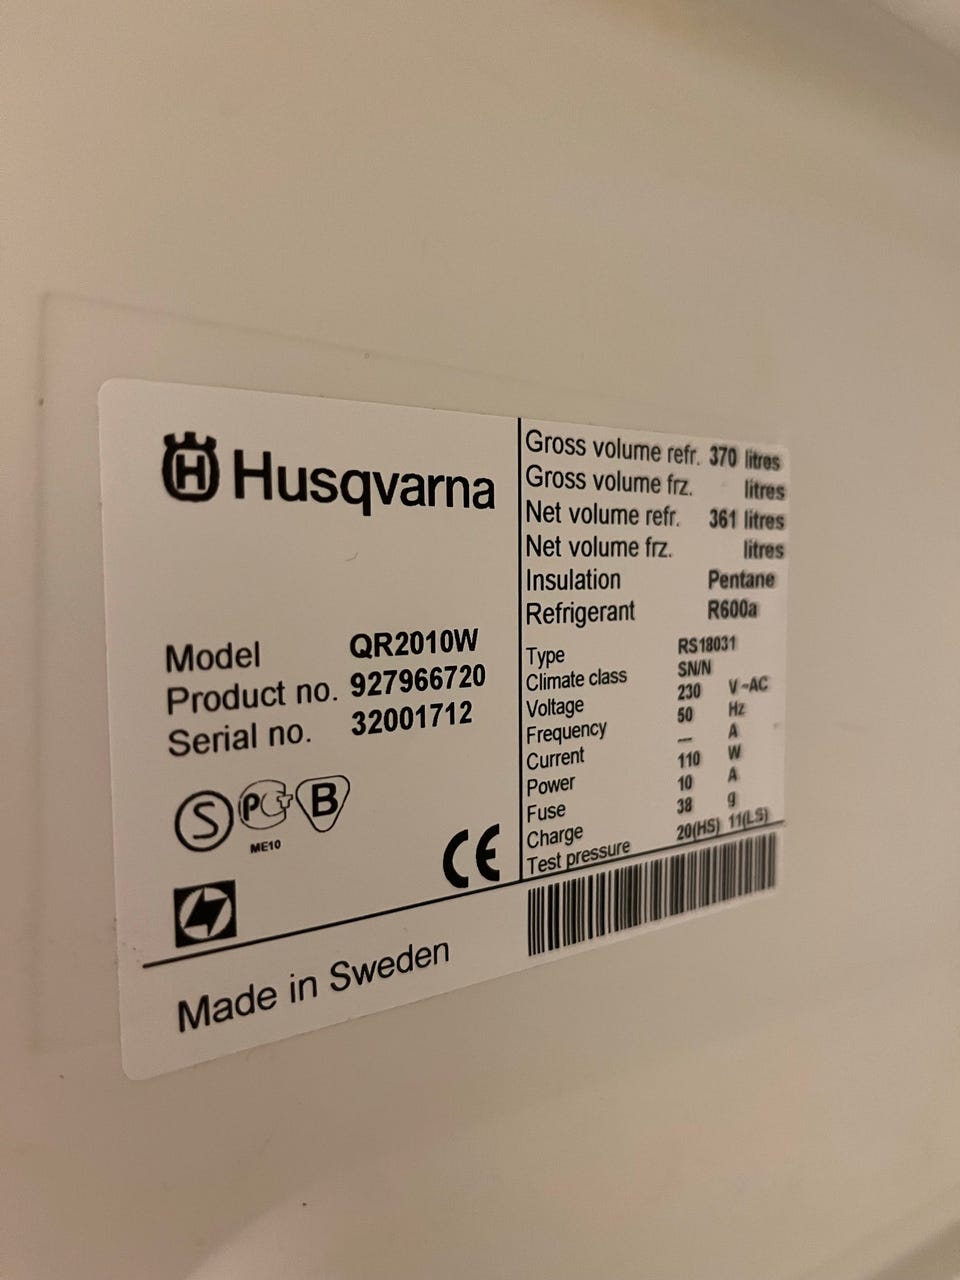 Husqvarna
Model QR2010W
Product no. 927966720
Serial no. 32001712
S PCT B
ME10
CE
Made in Sweden
Gross volume refr. 370 litres
Gross volume frz. litres
Net volume refr. 361 litres
Net volume frz. litres
Insulation Pentane
Refrigerant R600a
Type RS18031
Climate class SN/N
Voltage 230 V~AC
Frequency 50 Hz
Current — A
Power 110 W
Fuse 10 A
Charge 38 g
Test pressure 20(HS) 11(LS)